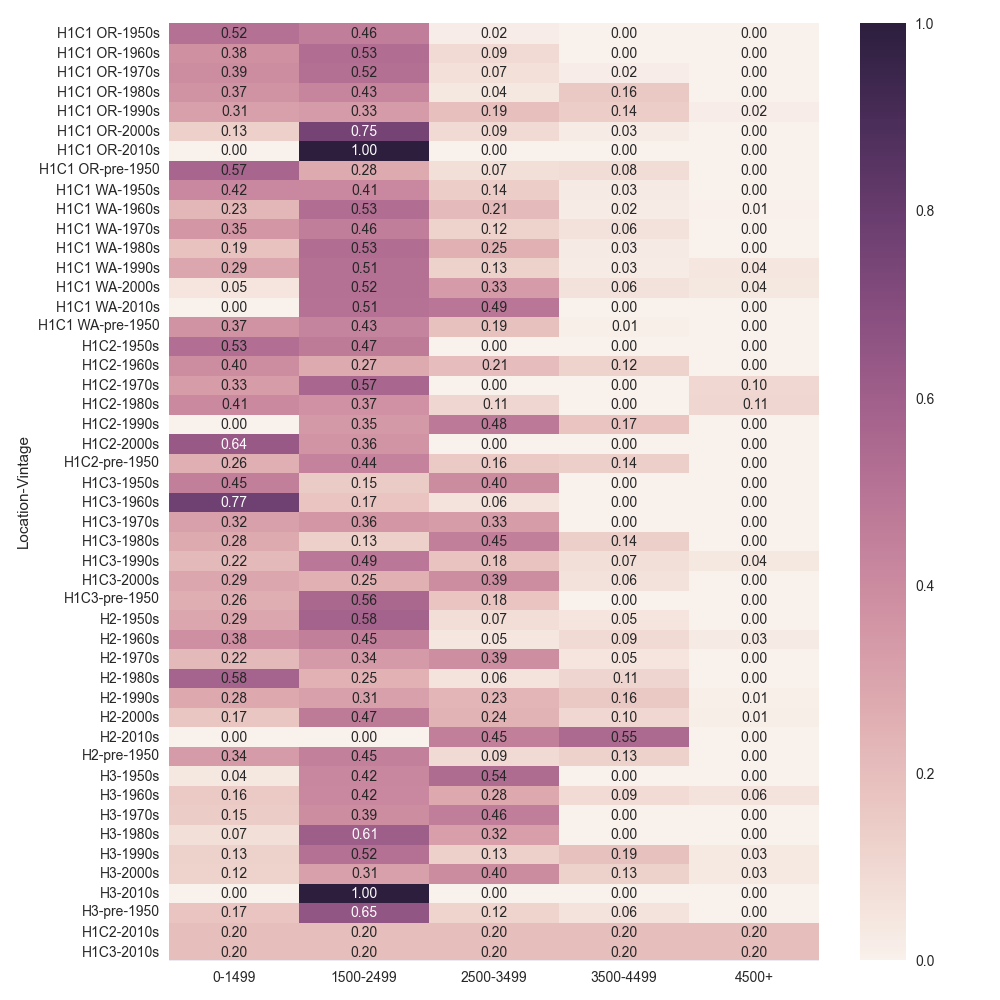 H1C1 OR-1950s 0.52 0.46 0.02 0.00 0.00
H1C1 OR-1960s 0.38 0.53 0.09 0.00 0.00
H1C1 OR-1970s 0.39 0.52 0.07 0.02 0.00
H1C1 OR-1980s 0.37 0.43 0.04 0.16 0.00
H1C1 OR-1990s 0.31 0.33 0.19 0.14 0.02
H1C1 OR-2000s 0.13 0.75 0.09 0.03 0.00
H1C1 OR-2010s 0.00 1.00 0.00 0.00 0.00
H1C1 OR-pre-1950 0.57 0.28 0.07 0.08 0.00
H1C1 WA-1950s 0.42 0.41 0.14 0.03 0.00
H1C1 WA-1960s 0.23 0.53 0.21 0.02 0.01
H1C1 WA-1970s 0.35 0.46 0.12 0.06 0.00
H1C1 WA-1980s 0.19 0.53 0.25 0.03 0.00
H1C1 WA-1990s 0.29 0.51 0.13 0.03 0.04
H1C1 WA-2000s 0.05 0.52 0.33 0.06 0.04
H1C1 WA-2010s 0.00 0.51 0.49 0.00 0.00
H1C1 WA-pre-1950 0.37 0.43 0.19 0.01 0.00
H1C2-1950s 0.53 0.47 0.00 0.00 0.00
H1C2-1960s 0.40 0.27 0.21 0.12 0.00
H1C2-1970s 0.33 0.57 0.00 0.00 0.10
H1C2-1980s 0.41 0.37 0.11 0.00 0.11
H1C2-1990s 0.00 0.35 0.48 0.17 0.00
H1C2-2000s 0.64 0.36 0.00 0.00 0.00
H1C2-pre-1950 0.26 0.44 0.16 0.14 0.00
H1C3-1950s 0.45 0.15 0.40 0.00 0.00
H1C3-1960s 0.77 0.17 0.06 0.00 0.00
H1C3-1970s 0.32 0.36 0.33 0.00 0.00
H1C3-1980s 0.28 0.13 0.45 0.14 0.00
H1C3-1990s 0.22 0.49 0.18 0.07 0.04
H1C3-2000s 0.29 0.25 0.39 0.06 0.00
H1C3-pre-1950 0.26 0.56 0.18 0.00 0.00
H2-1950s 0.29 0.58 0.07 0.05 0.00
H2-1960s 0.38 0.45 0.05 0.09 0.03
H2-1970s 0.22 0.34 0.39 0.05 0.00
H2-1980s 0.58 0.25 0.06 0.11 0.00
H2-1990s 0.28 0.31 0.23 0.16 0.01
H2-2000s 0.17 0.47 0.24 0.10 0.01
H2-2010s 0.00 0.00 0.45 0.55 0.00
H2-pre-1950 0.34 0.45 0.09 0.13 0.00
H3-1950s 0.04 0.42 0.54 0.00 0.00
H3-1960s 0.16 0.42 0.28 0.09 0.06
H3-1970s 0.15 0.39 0.46 0.00 0.00
H3-1980s 0.07 0.61 0.32 0.00 0.00
H3-1990s 0.13 0.52 0.13 0.19 0.03
H3-2000s 0.12 0.31 0.40 0.13 0.03
H3-2010s 0.00 1.00 0.00 0.00 0.00
H3-pre-1950 0.17 0.65 0.12 0.06 0.00
H1C2-2010s 0.20 0.20 0.20 0.20 0.20
H1C3-2010s 0.20 0.20 0.20 0.20 0.20
0-1499 1500-2499 2500-3499 3500-4499 4500+
Location-Vintage
1.0
0.8
0.6
0.4
0.2
0.0